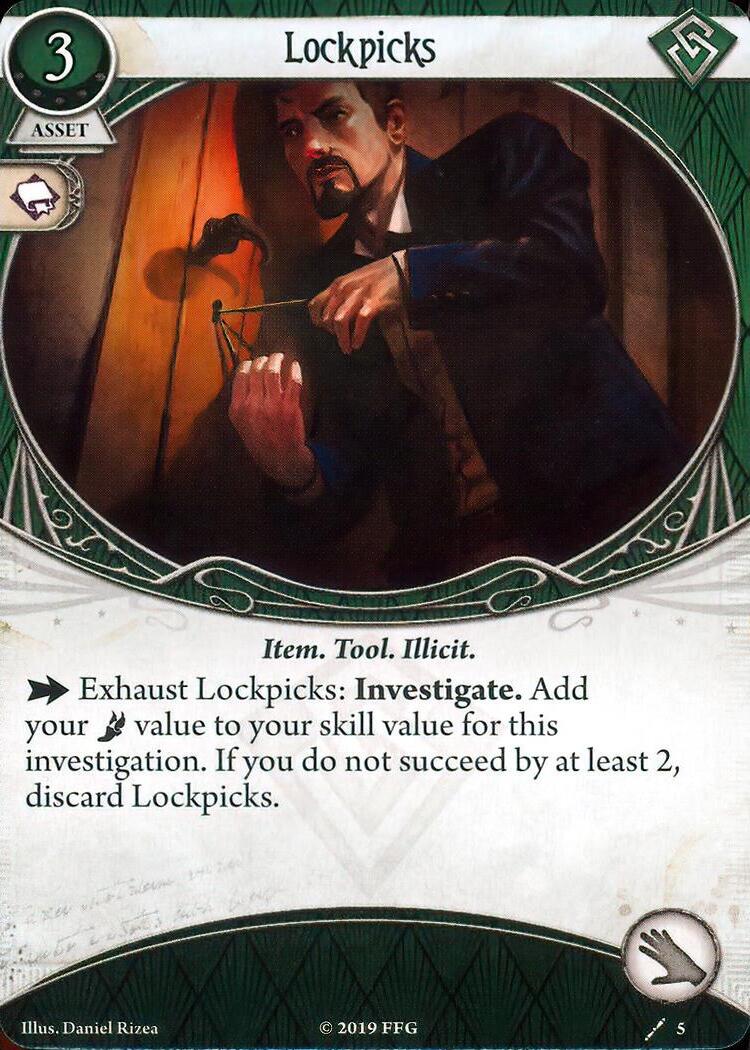 3
Lockpicks
ASSET
Item. Tool. Illicit.
Exhaust Lockpicks: Investigate. Add
your value to your skill value for this
investigation. If you do not succeed by at least 2,
discard Lockpicks.
Illus. Daniel Rizea
© 2019 FFG
5